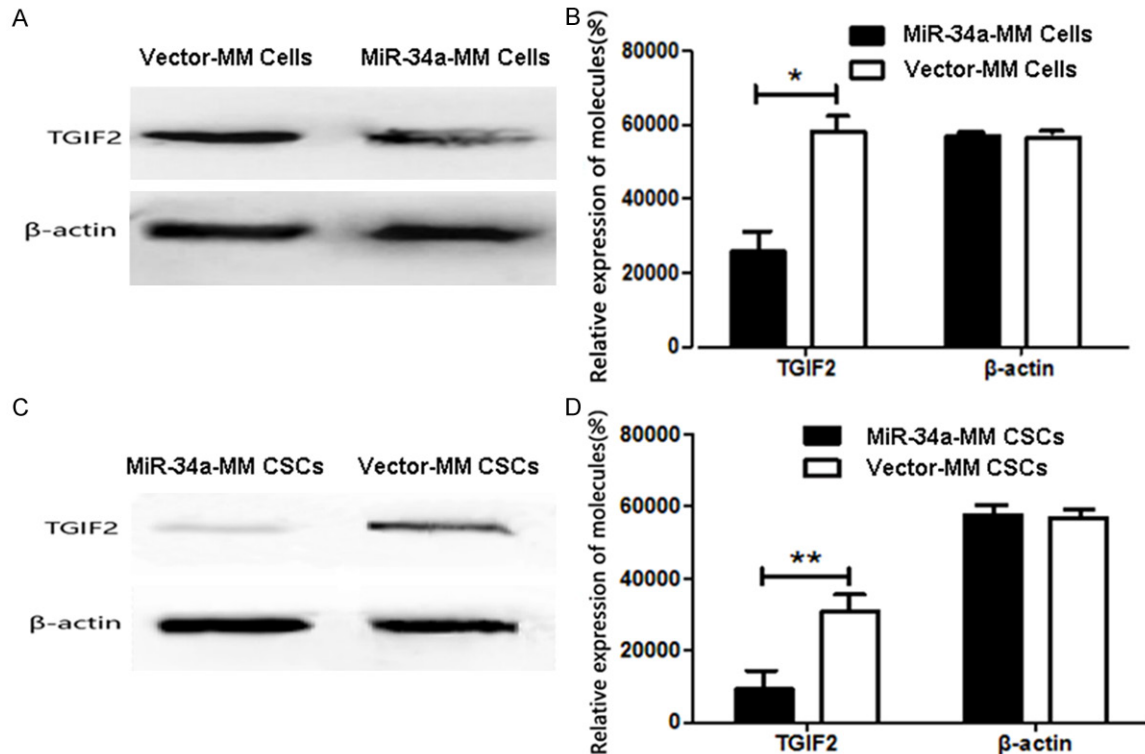 A
Vector-MM Cells MiR-34a-MM Cells
TGIF2
β-actin
B
Relative expression of molecules(%)
MiR-34a-MM Cells
Vector-MM Cells
80000
60000
40000
20000
0
*
TGIF2 β-actin
C
MiR-34a-MM CSCs Vector-MM CSCs
TGIF2
β-actin
D
Relative expression of molecules(%)
MiR-34a-MM CSCs
Vector-MM CSCs
80000
60000
40000
20000
0
**
TGIF2 β-actin